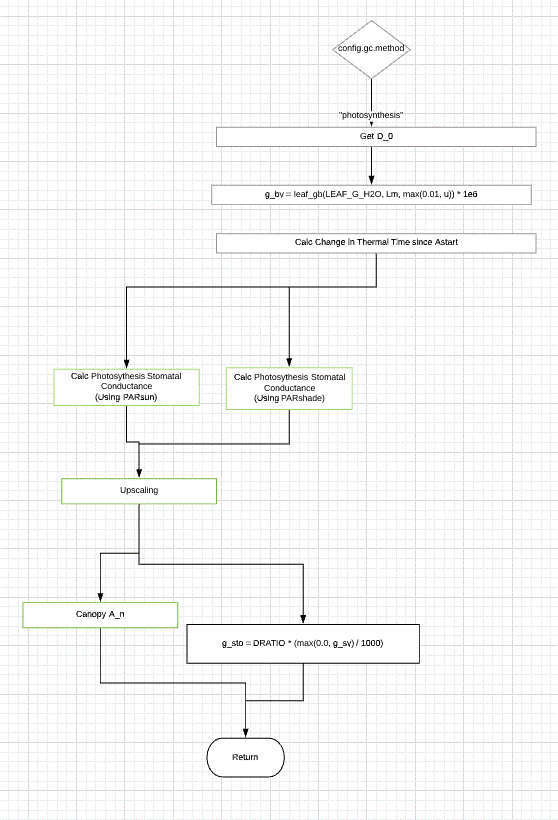 config.gc.method
"photosynthesis"
Get D_0
g_bv = leaf_gb(LEAF_G_H2O, Lm, max(0.01, u)) * 1e6
Calc Change in Thermal Time since Astart
Calc Photosythesis Stomatal
Conductance
(Using PARsun)
Calc Photosythesis Stomatal
Conductance
(Using PARshade)
Upscaling
Canopy A_n
g_sto = DRATIO * (max(0.0, g_sv) / 1000)
Return